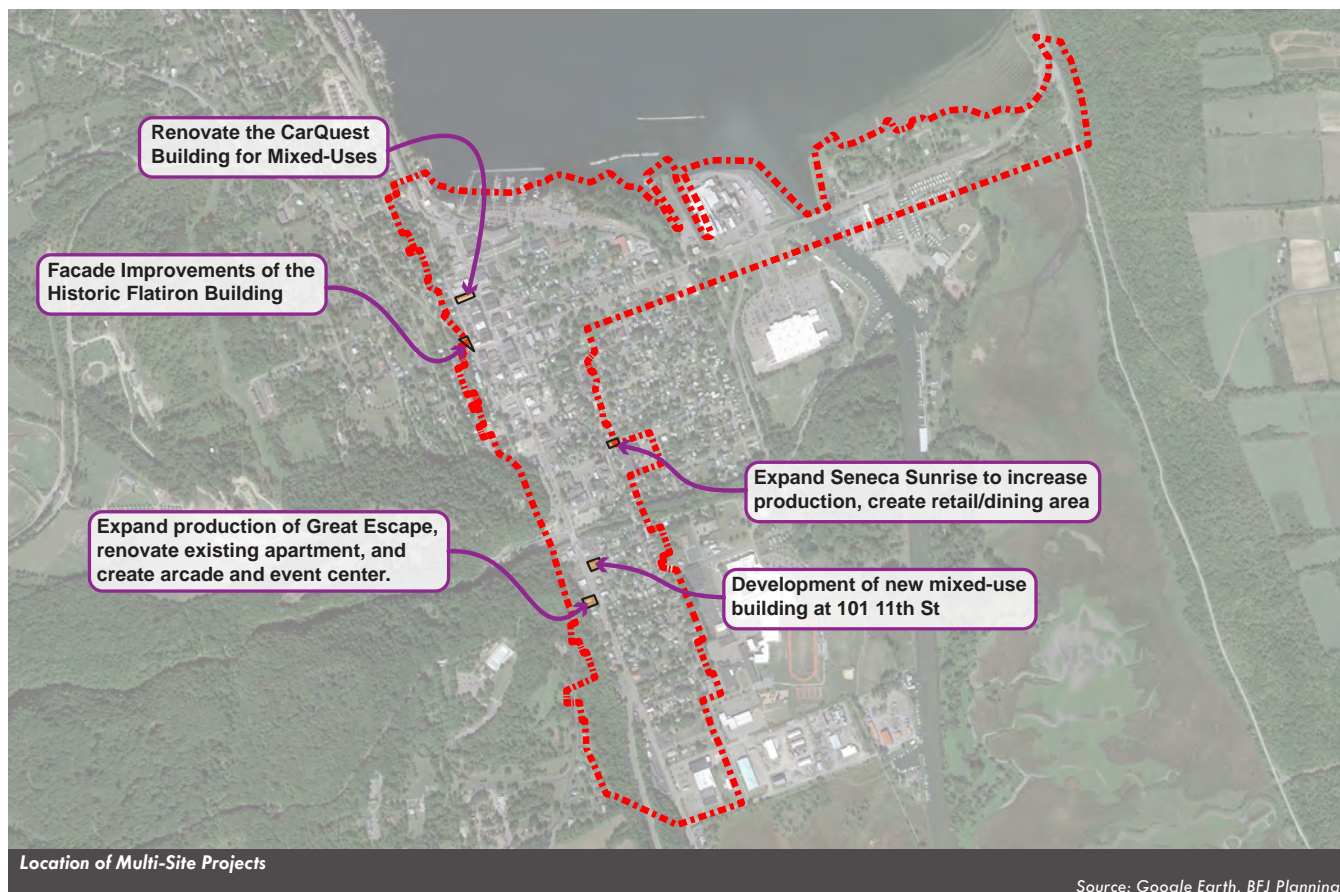 Renovate the CarQuest
Building for Mixed-Uses
Facade Improvements of the
Historic Flatiron Building
Expand Seneca Sunrise to increase
production, create retail/dining area
Expand production of Great Escape,
renovate existing apartment, and
create arcade and event center.
Development of new mixed-use
building at 101 11th St
Location of Multi-Site Projects
Source: Google Earth, BFJ Planning